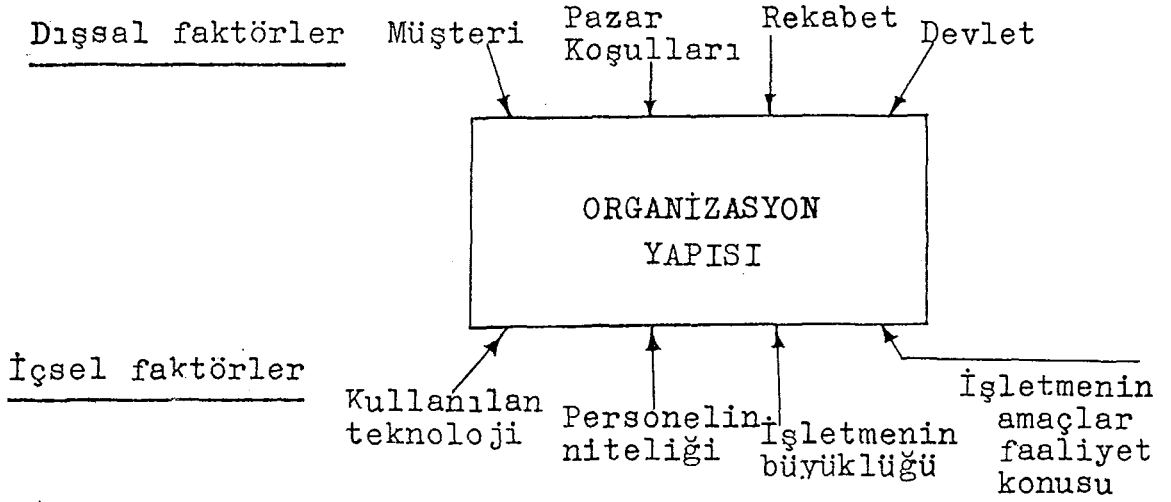 Dışsal faktörler
Müşteri
Pazar
Koşulları
Rekabet
Devlet
ORGANİZASYON
YAPISI
İçsel faktörler
Kullanılan
teknoloji
Personelin
niteliği
İşletmenin
büyüklüğü
İşletmenin
amaçlar
faaliyet
konusu